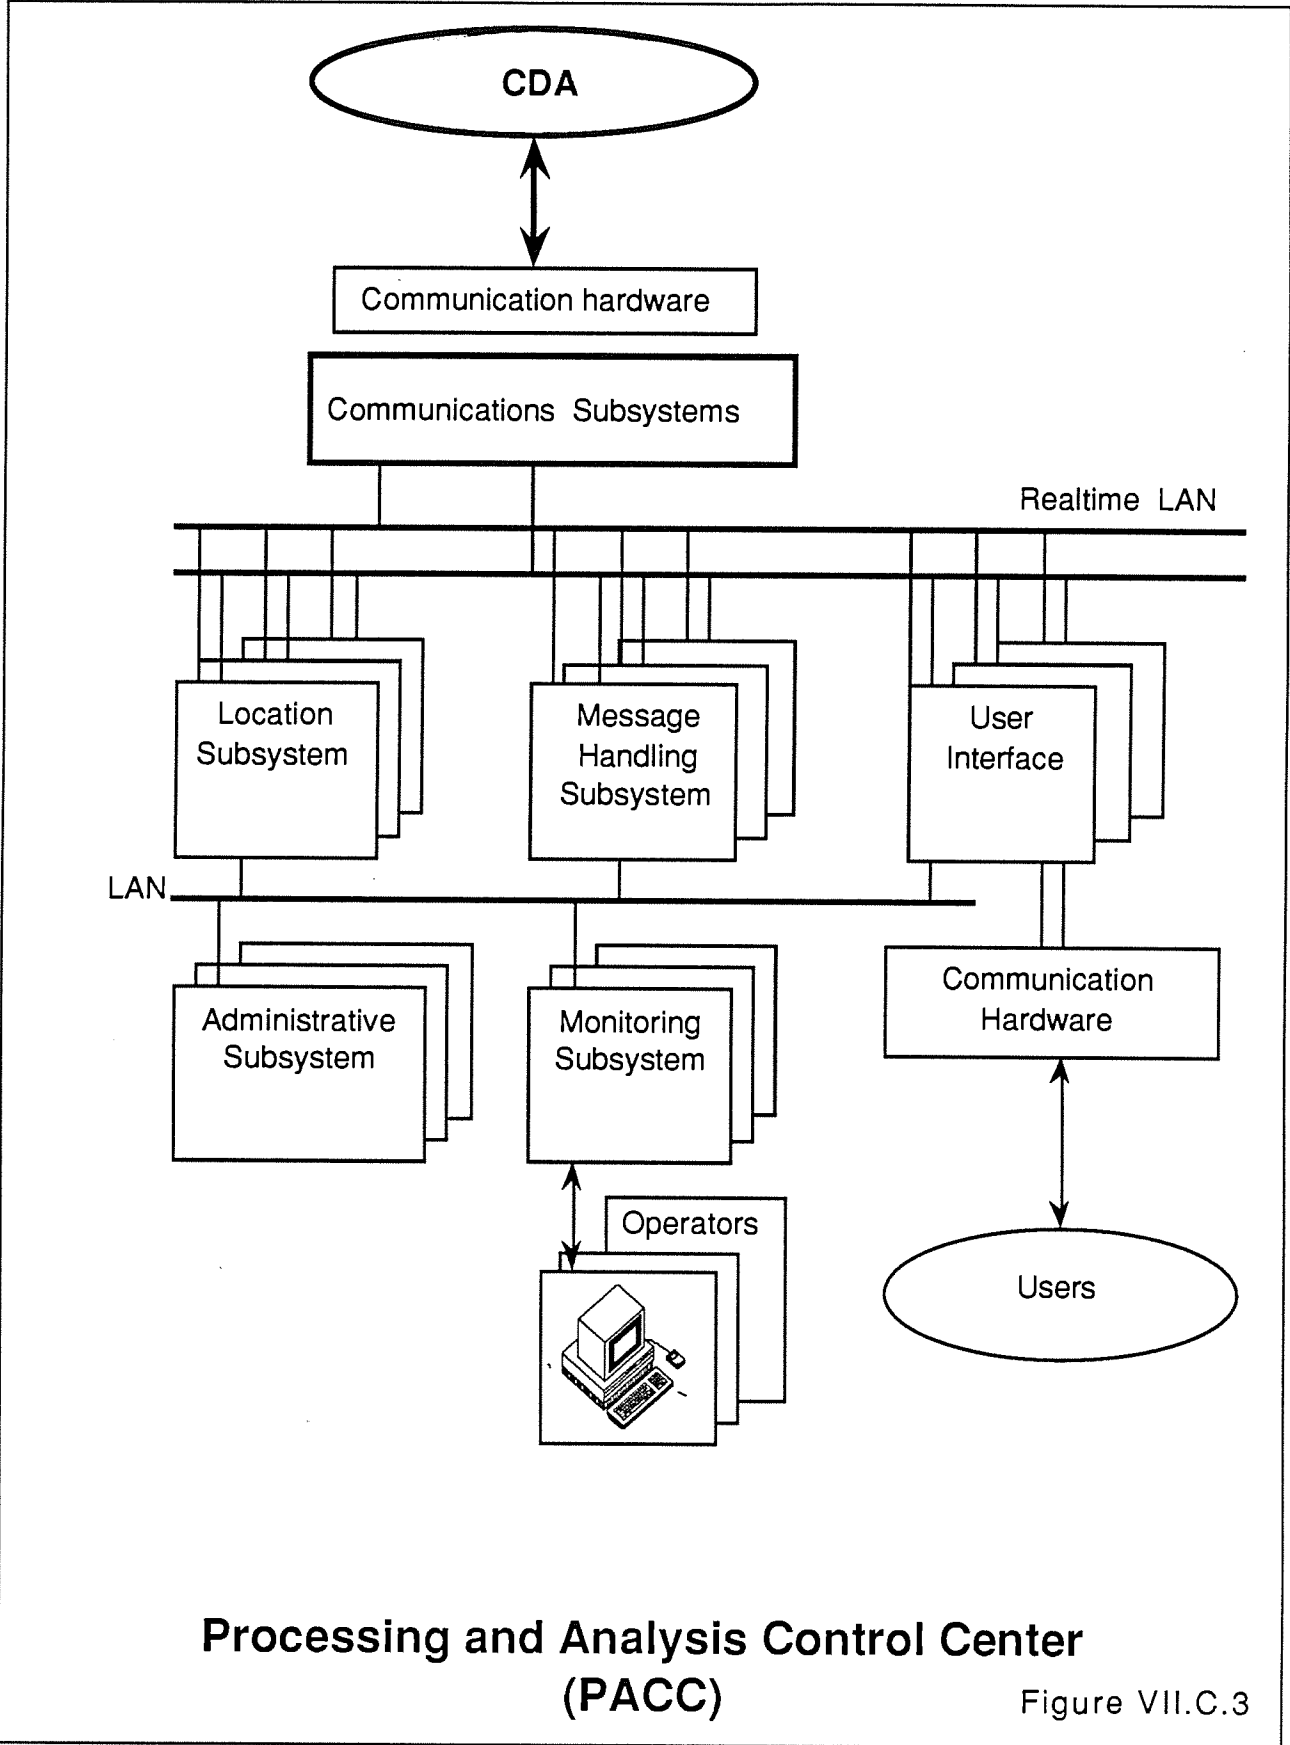 CDA
Communication hardware
Communications Subsystems
Realtime LAN
Location
Subsystem
Message
Handling
Subsystem
User
Interface
LAN
Administrative
Subsystem
Monitoring
Subsystem
Communication
Hardware
Operators
Users
Processing and Analysis Control Center
(PACC)
Figure VII.C.3